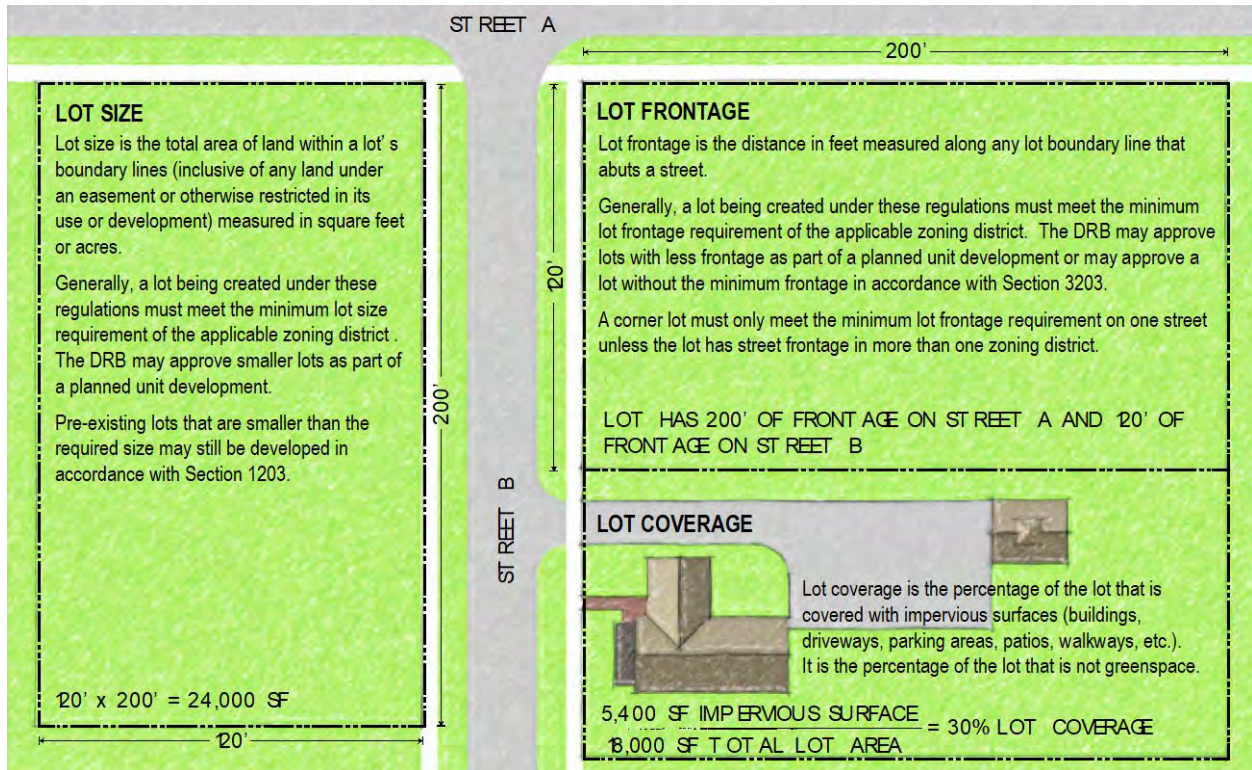 STREET A
200'
LOT SIZE
Lot size is the total area of land within a lot's
boundary lines (inclusive of any land under
an easement or otherwise restricted in its
use or development) measured in square feet
or acres.
Generally, a lot being created under these
regulations must meet the minimum lot size
requirement of the applicable zoning district .
The DRB may approve smaller lots as part of
a planned unit development.
Pre-existing lots that are smaller than the
required size may still be developed in
accordance with Section 1203.
120' x 200' = 24,000 SF
120'
200'
STREET B
120'
LOT FRONTAGE
Lot frontage is the distance in feet measured along any lot boundary line that
abuts a street.
Generally, a lot being created under these regulations must meet the minimum
lot frontage requirement of the applicable zoning district. The DRB may approve
lots with less frontage as part of a planned unit development or may approve a
lot without the minimum frontage in accordance with Section 3203.
A corner lot must only meet the minimum lot frontage requirement on one street
unless the lot has street frontage in more than one zoning district.
LOT HAS 200' OF FRONTAGE ON STREET A AND 120' OF
FRONTAGE ON STREET B
LOT COVERAGE
Lot coverage is the percentage of the lot that is
covered with impervious surfaces (buildings,
driveways, parking areas, patios, walkways, etc.).
It is the percentage of the lot that is not greenspace.
5,400 SF IMPERVIOUS SURFACE
18,000 SF TOTAL LOT AREA
= 30% LOT COVERAGE